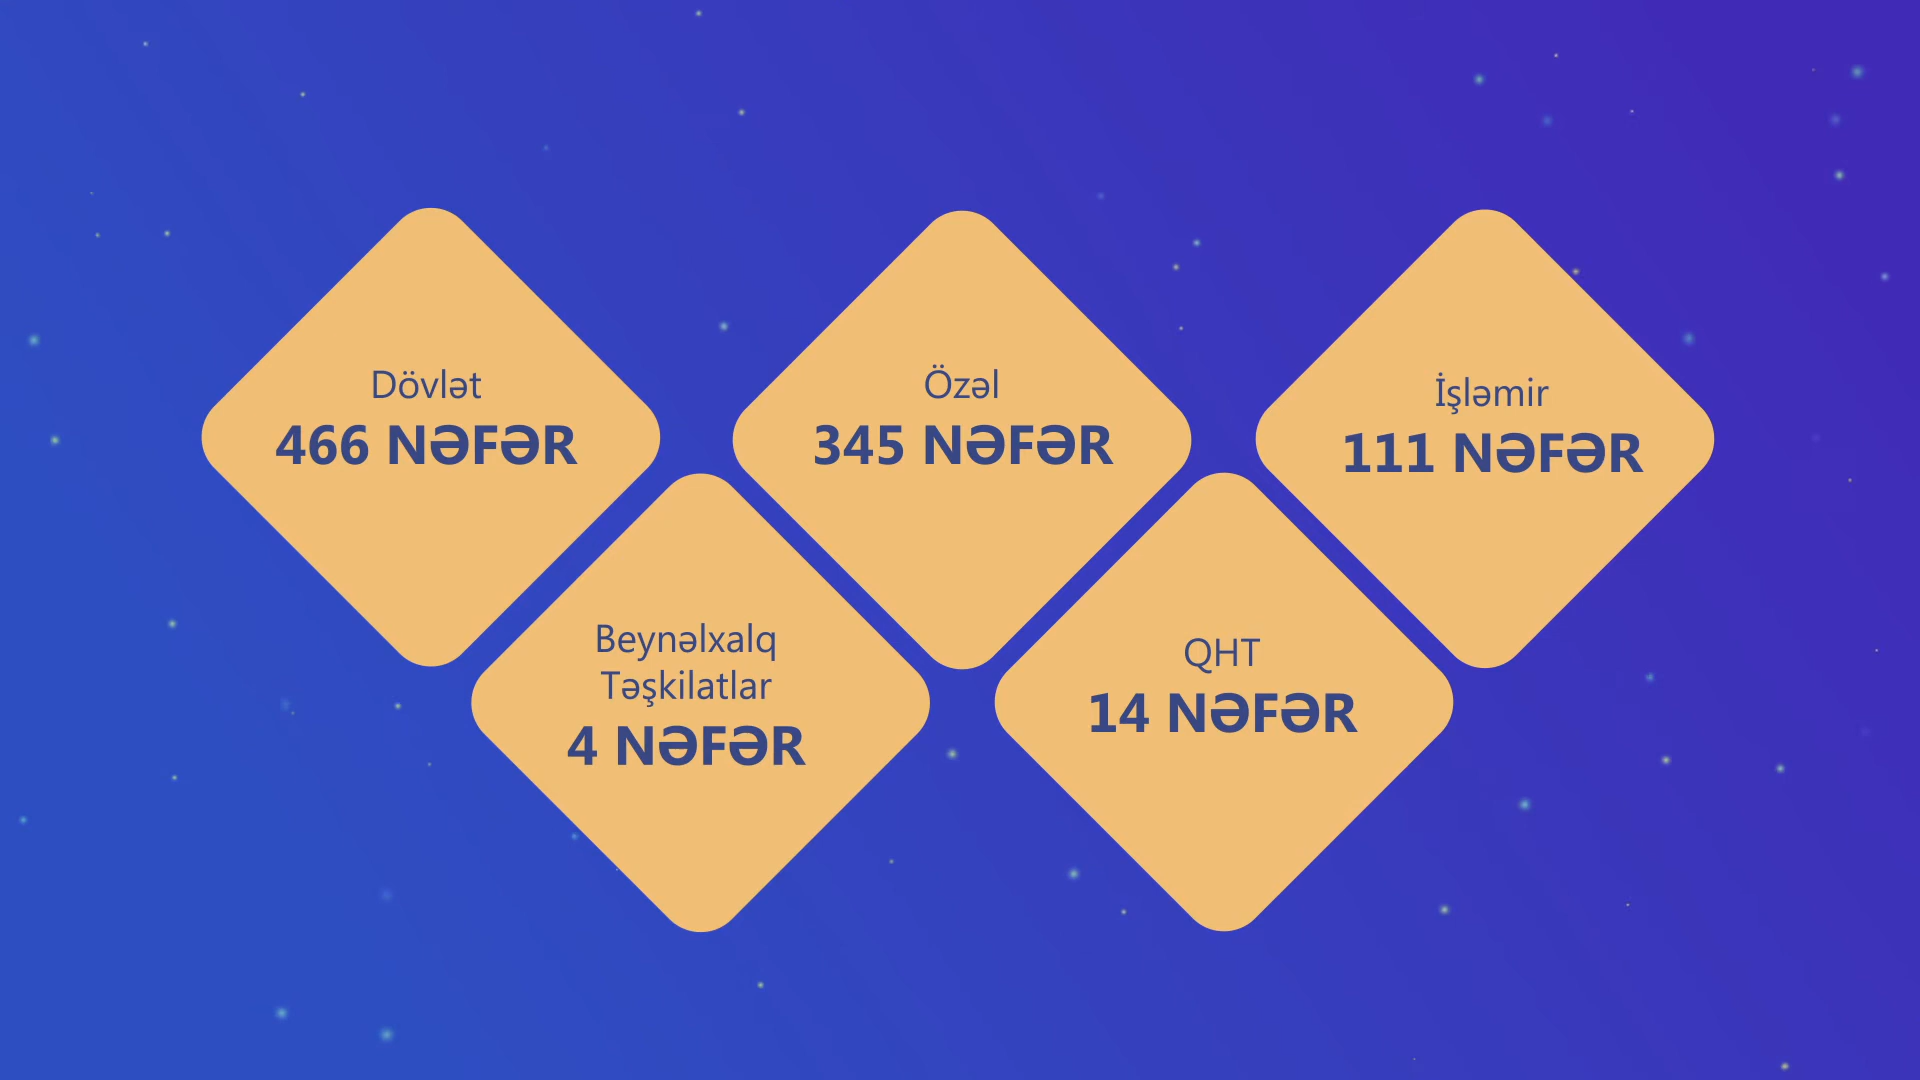 Dövlət
466 NƏFƏR
Özəl
345 NƏFƏR
İşləmir
111 NƏFƏR
Beynəlxalq
Təşkilatlar
4 NƏFƏR
QHT
14 NƏFƏR